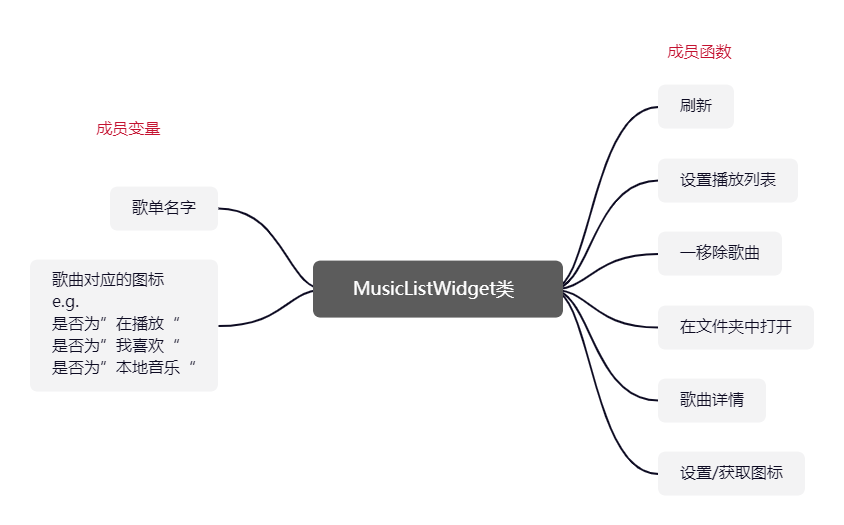 成员变量
歌单名字
歌曲对应的图标
e.g.
是否为”在播放“
是否为”我喜欢“
是否为”本地音乐“
MusicListWidget类
成员函数
刷新
设置播放列表
一移除歌曲
在文件夹中打开
歌曲详情
设置/获取图标